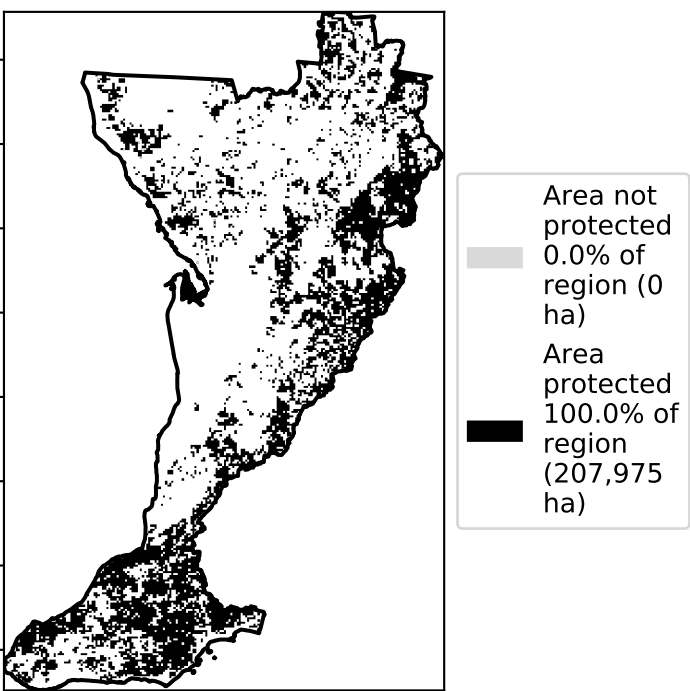 Area not
protected
0.0% of
region (0
ha)
Area
protected
100.0% of
region
(207,975
ha)